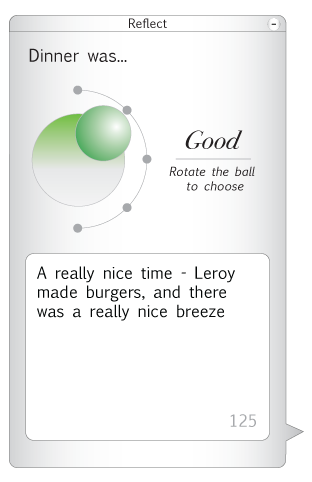 Reflect
-
Dinner was...
Good
Rotate the ball
to choose
A really nice time - Leroy
made burgers, and there
was a really nice breeze
125